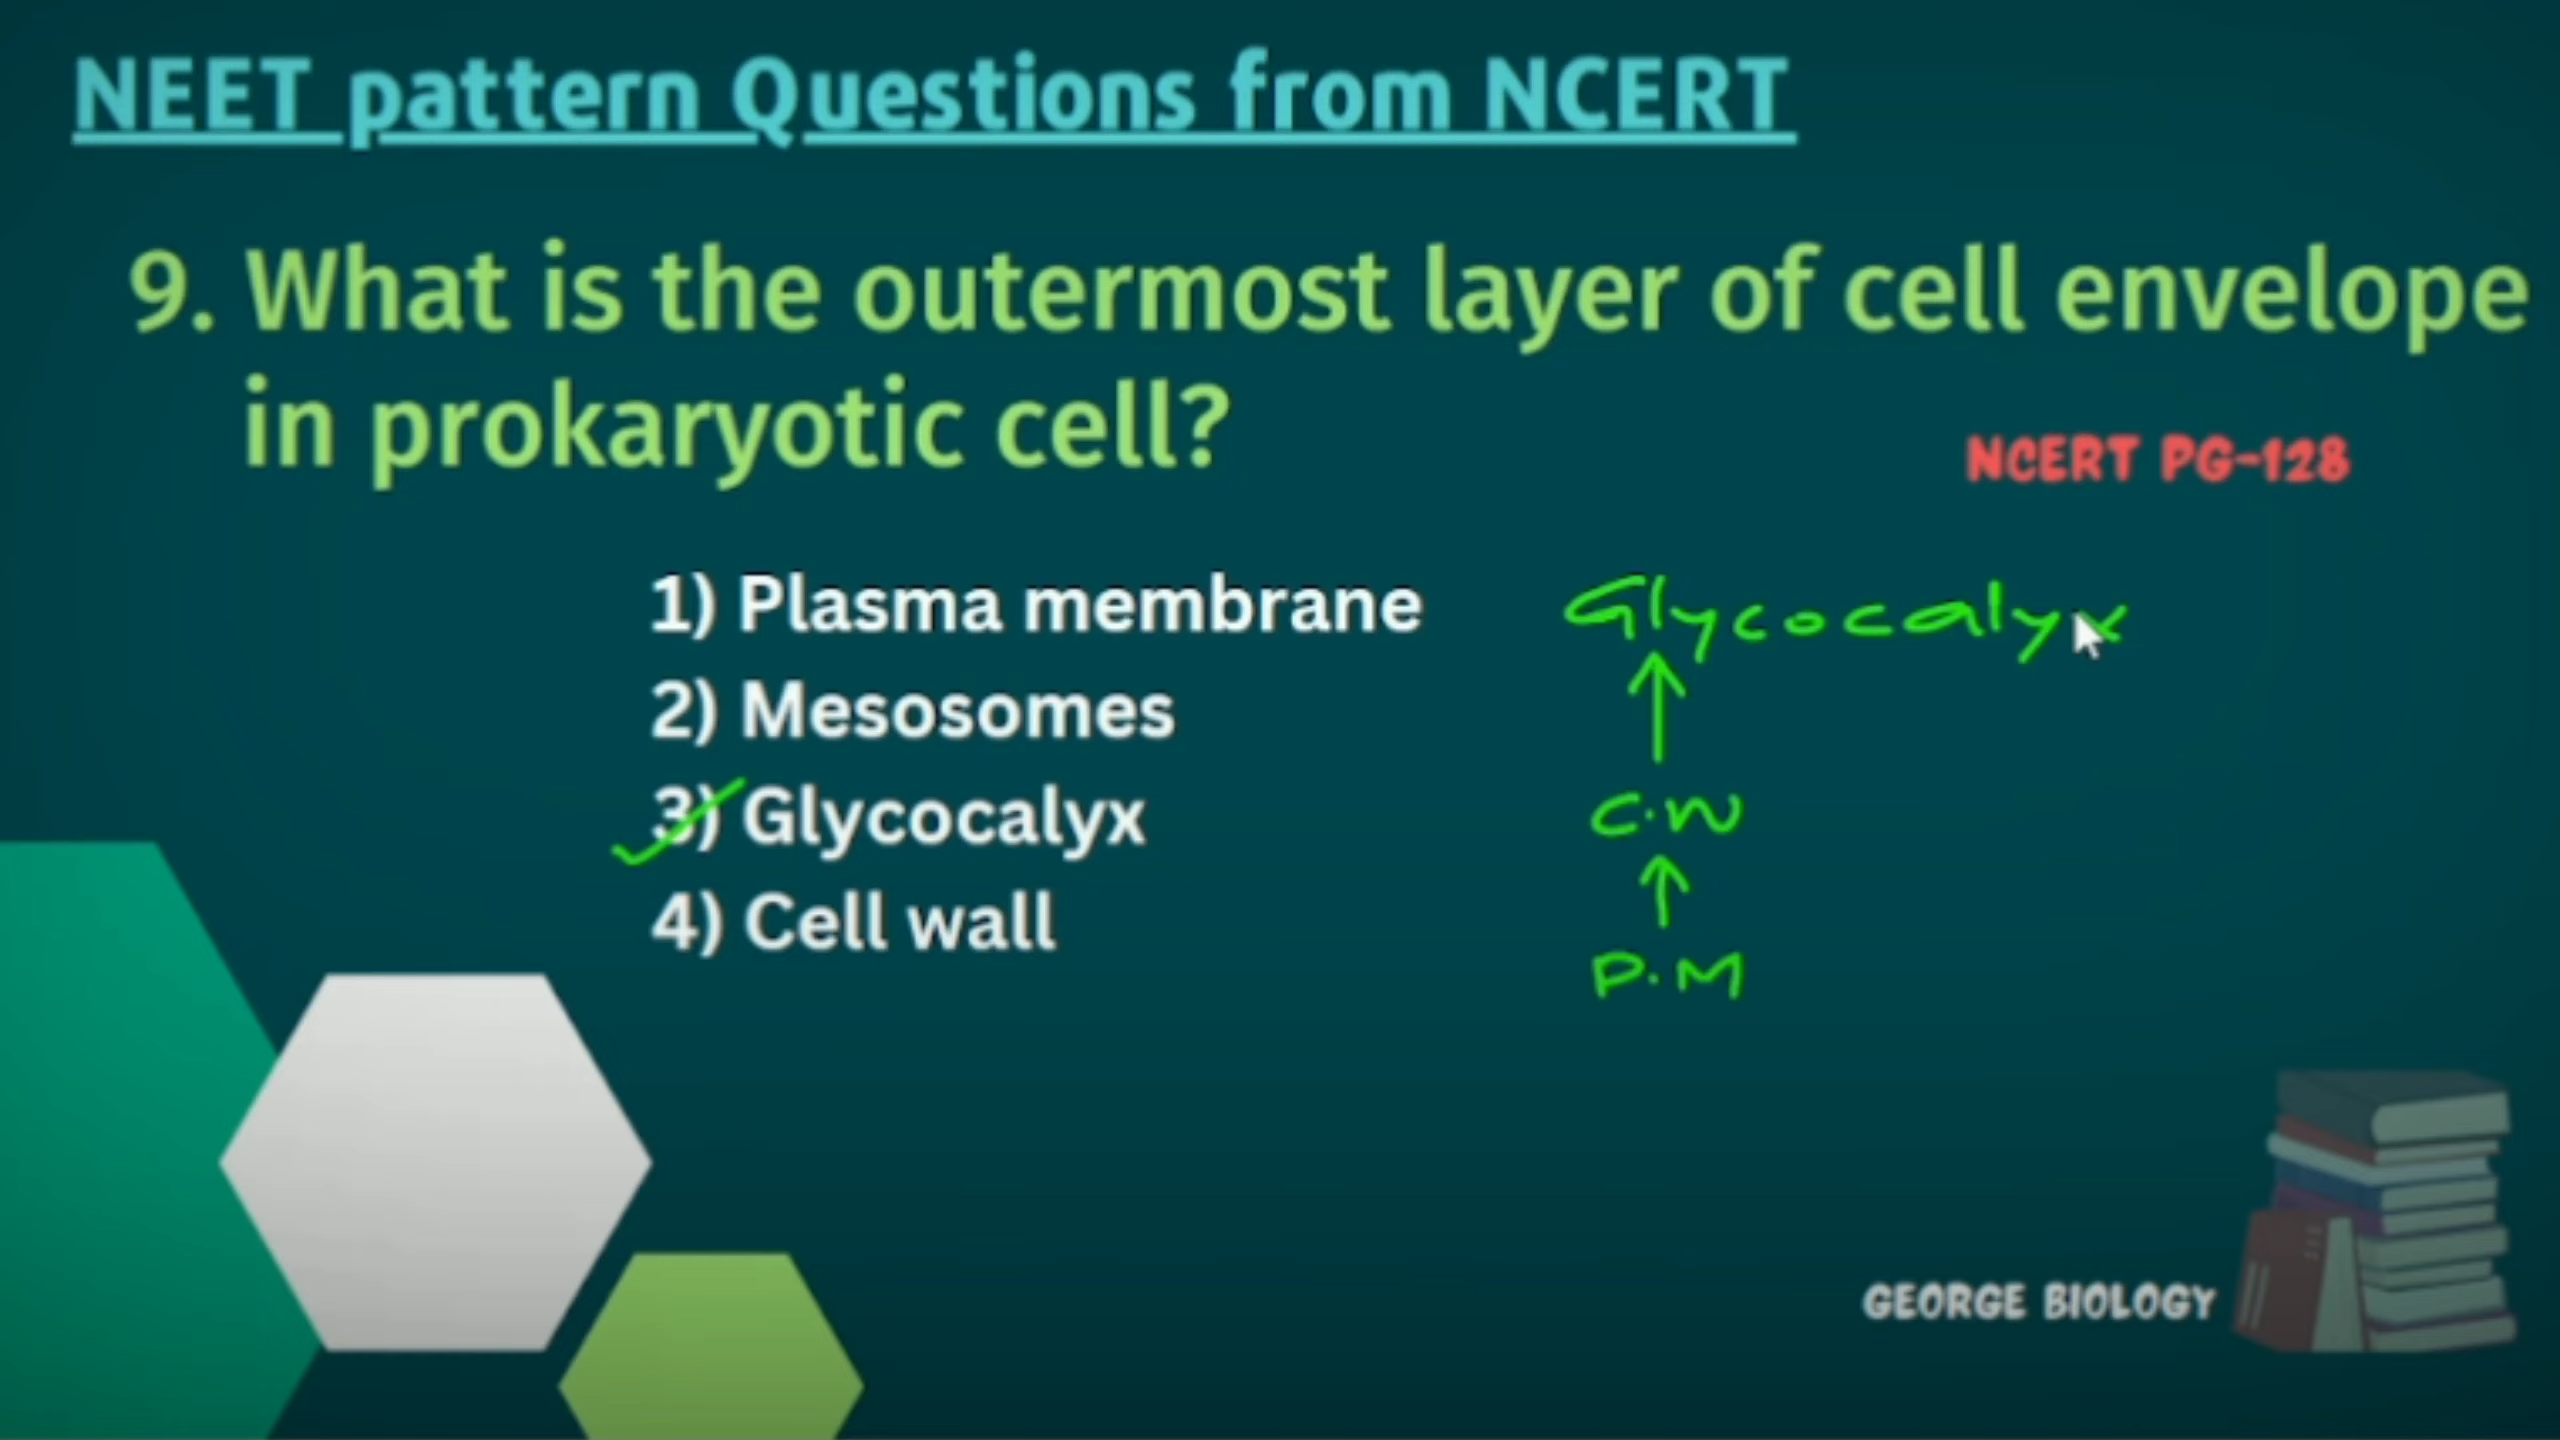 NEET pattern Questions from NCERT
9. What is the outermost layer of cell envelope
in prokaryotic cell?
NCERT PG-128
1) Plasma membrane
2) Mesosomes
3) Glycocalyx
4) Cell wall
Glycocalyx
C.W
P.M
GEORGE BIOLOGY